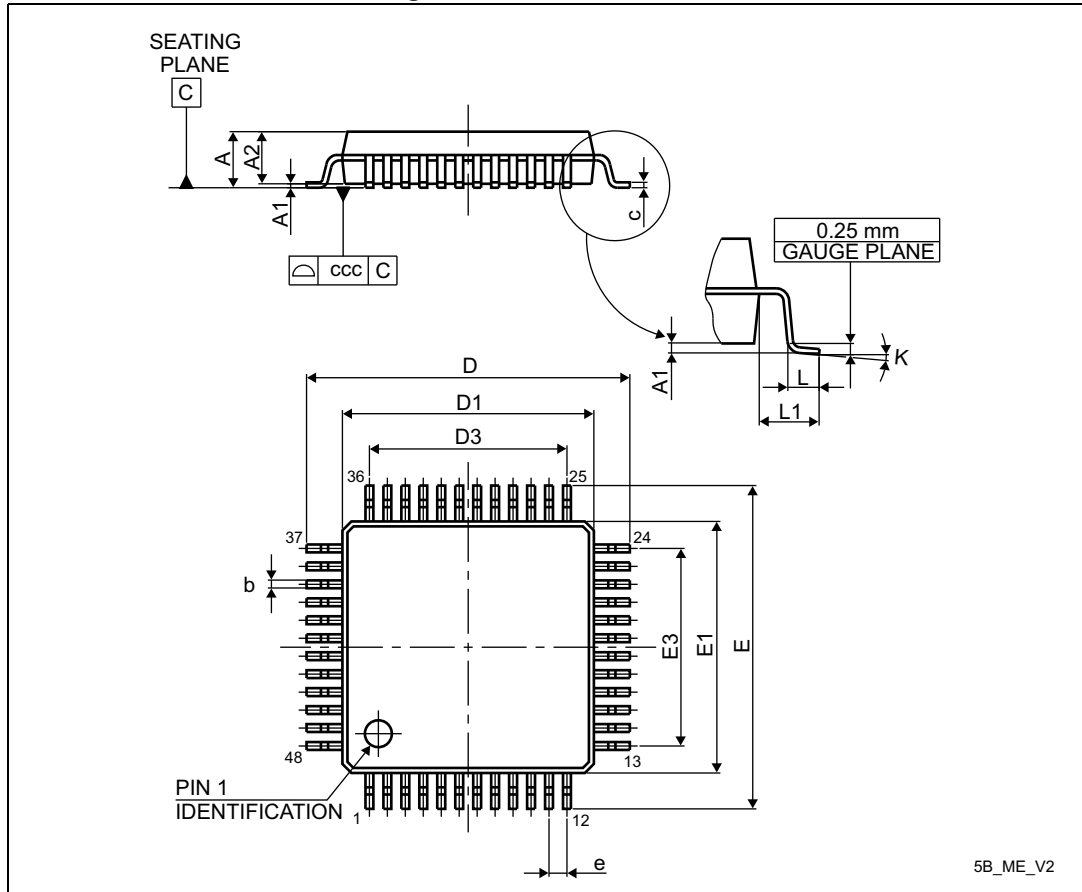 SEATING
PLANE
C
A
A2
A1
c
ccc C
0.25 mm
GAUGE PLANE
A1
K
L
L1
D
D1
D3
36
25
37
24
b
E3
E1
E
48
13
PIN 1
IDENTIFICATION
1
12
e
5B_ME_V2